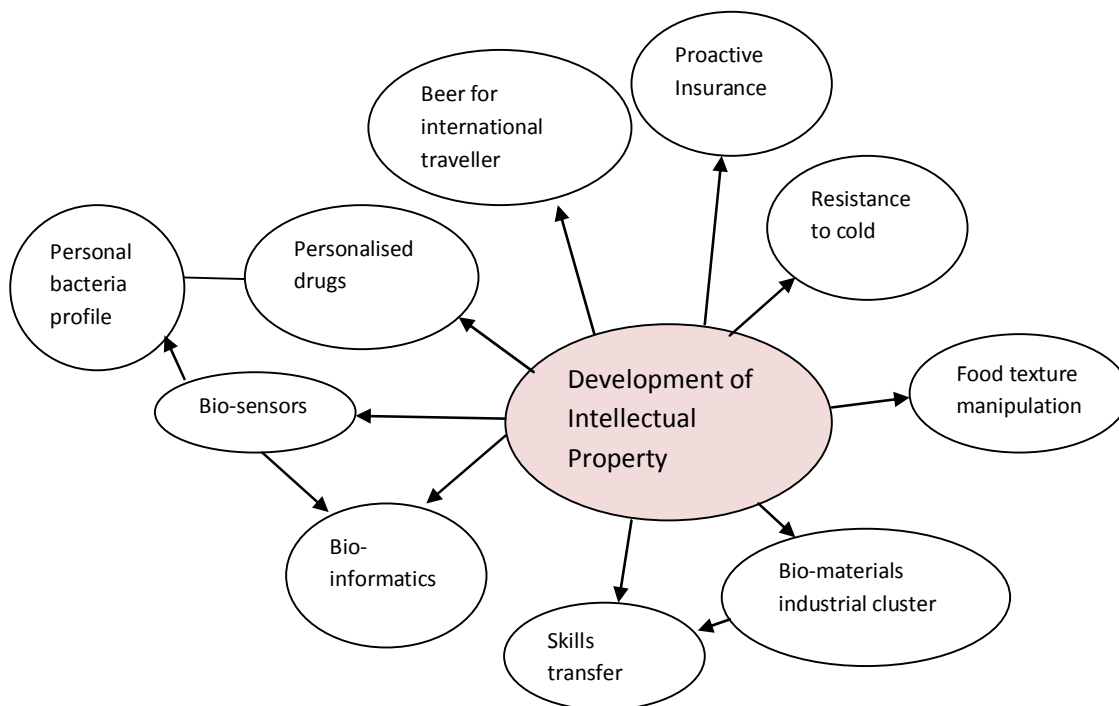 Proactive
Insurance
Beer for
international
traveller
Resistance
to cold
Personal
bacteria
profile
Personalised
drugs
Development of
Intellectual
Property
Food texture
manipulation
Bio-sensors
Bio-
informatics
Bio-materials
industrial cluster
Skills
transfer